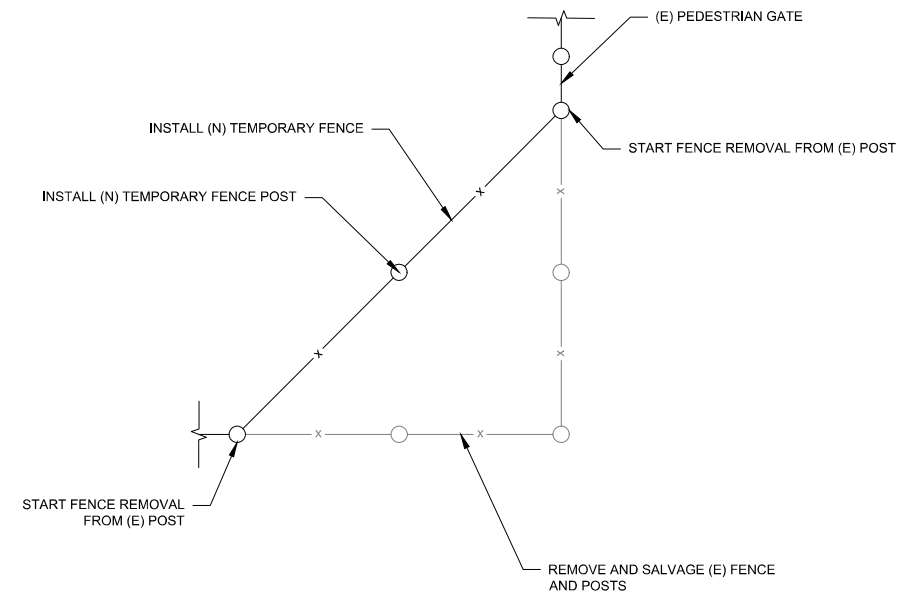 (E) PEDESTRIAN GATE
INSTALL (N) TEMPORARY FENCE
START FENCE REMOVAL FROM (E) POST
INSTALL (N) TEMPORARY FENCE POST
x
x
x
x
x
x
START FENCE REMOVAL
FROM (E) POST
REMOVE AND SALVAGE (E) FENCE
AND POSTS